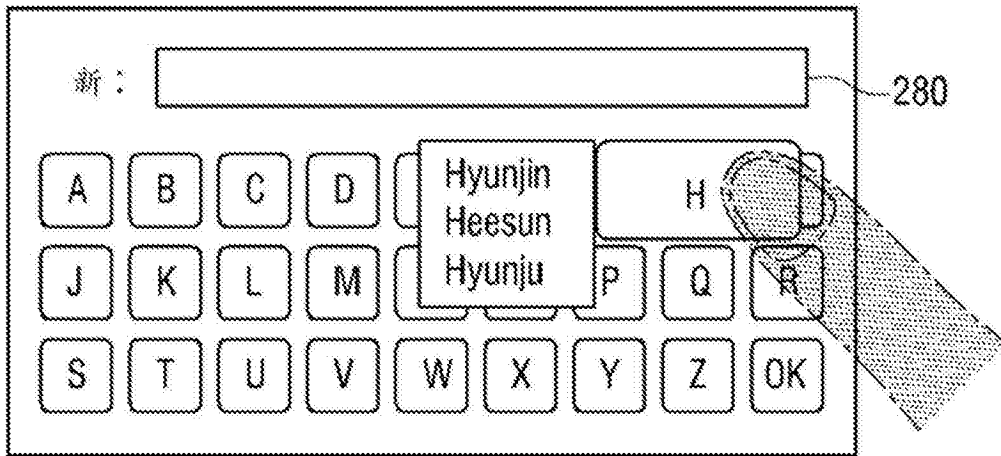 新：
280
A B C D H
Hyunjin
Heesun
Hyunju
J K L M P Q R
S T U V W X Y Z OK